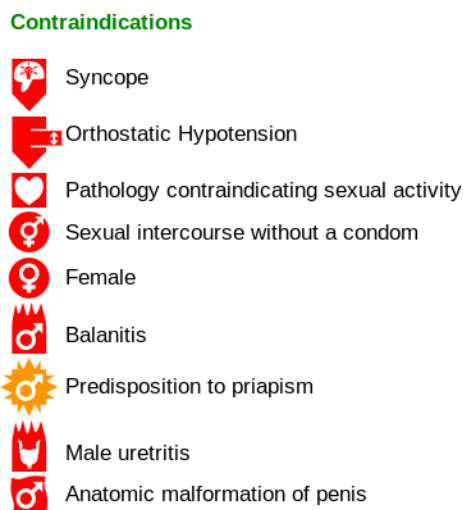 Contraindications
Syncope
Orthostatic Hypotension
Pathology contraindicating sexual activity
Sexual intercourse without a condom
Female
Balanitis
Predisposition to priapism
Male uretritis
Anatomic malformation of penis